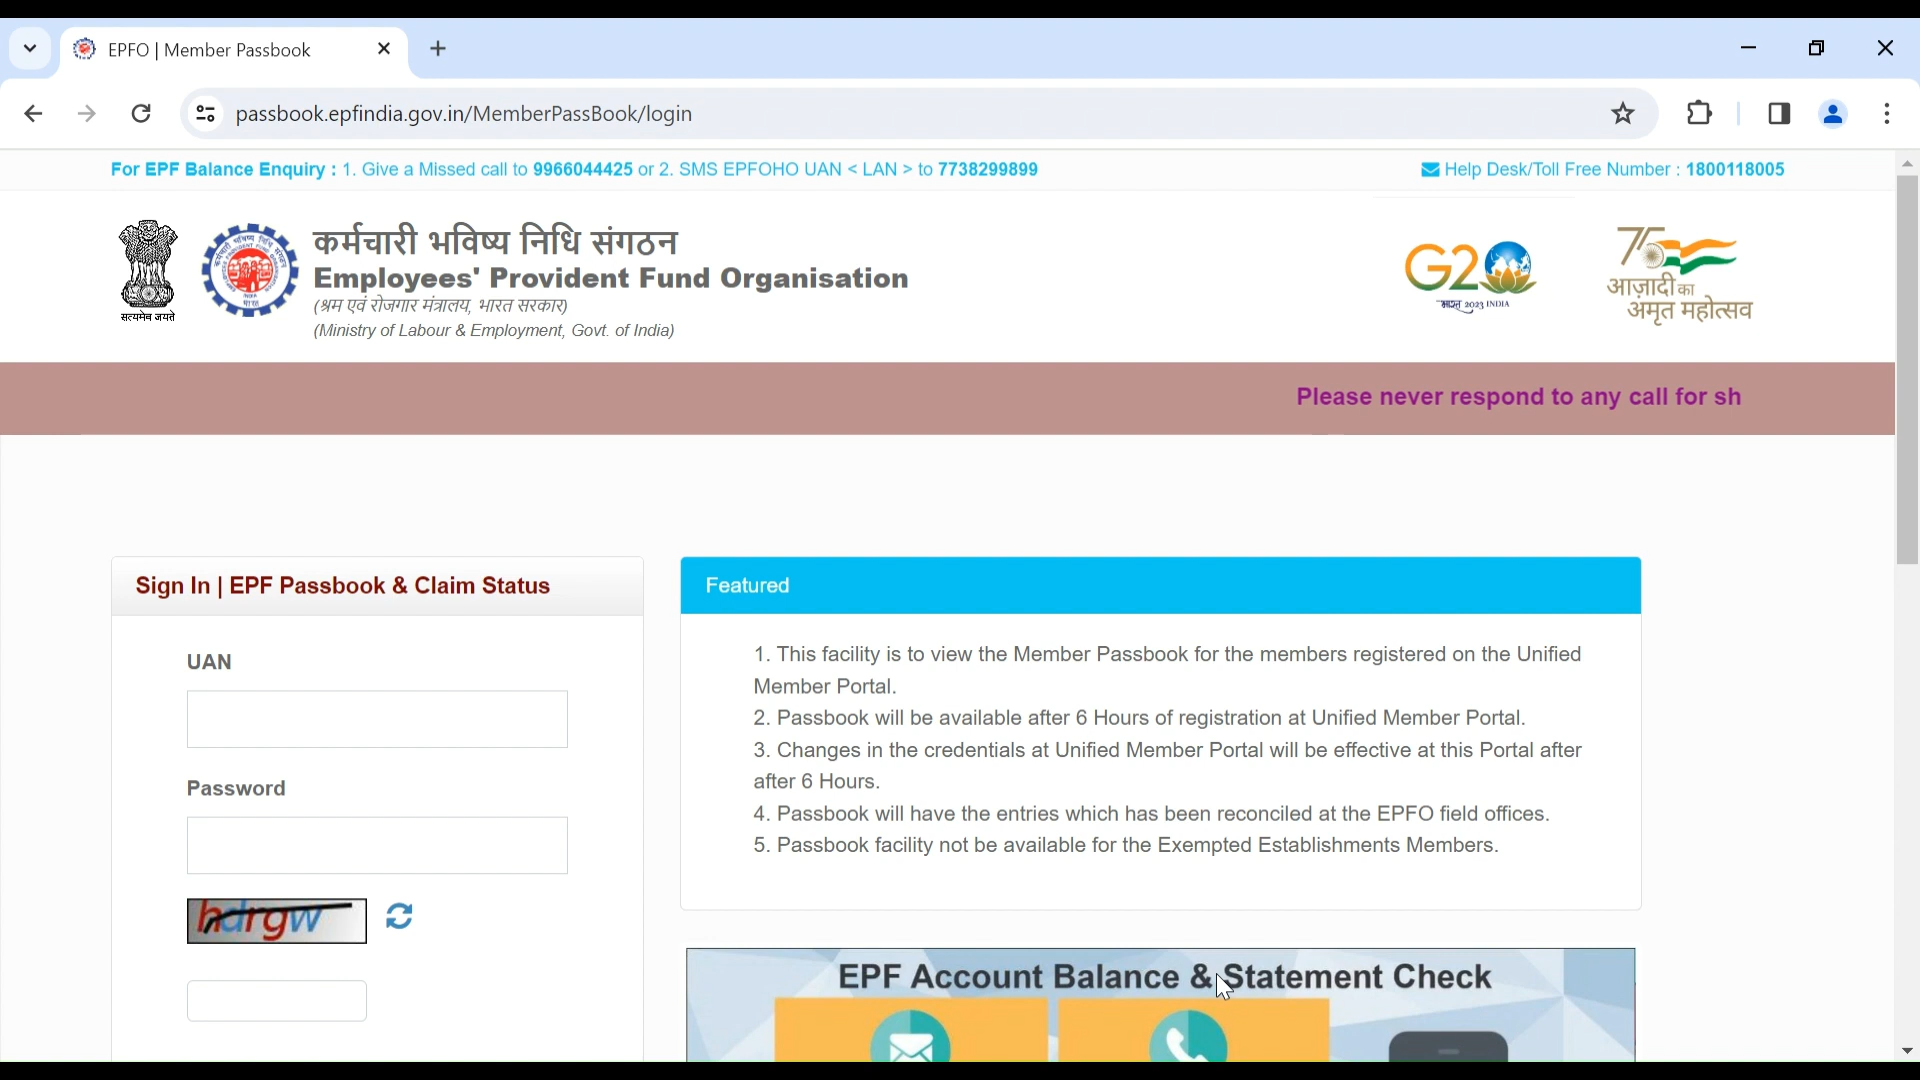 EPFO | Member Passbook
passbook.epfindia.gov.in/MemberPassBook/login
For EPF Balance Enquiry : 1. Give a Missed call to 9966044425 or 2. SMS EPFOHO UAN < LAN > to 7738299899
Help Desk/Toll Free Number : 1800118005
सत्यमेव जयते
कर्मचारी भविष्य निधि संगठन
Employees' Provident Fund Organisation
(श्रम एवं रोजगार मंत्रालय, भारत सरकार)
(Ministry of Labour & Employment, Govt. of India)
G2
भारत 2023 INDIA
75
आज़ादी का
अमृत महोत्सव
Please never respond to any call for sh
Sign In | EPF Passbook & Claim Status
UAN
Password
hdrgw
Featured
1. This facility is to view the Member Passbook for the members registered on the Unified
Member Portal.
2. Passbook will be available after 6 Hours of registration at Unified Member Portal.
3. Changes in the credentials at Unified Member Portal will be effective at this Portal after
after 6 Hours.
4. Passbook will have the entries which has been reconciled at the EPFO field offices.
5. Passbook facility not be available for the Exempted Establishments Members.
EPF Account Balance & Statement Check